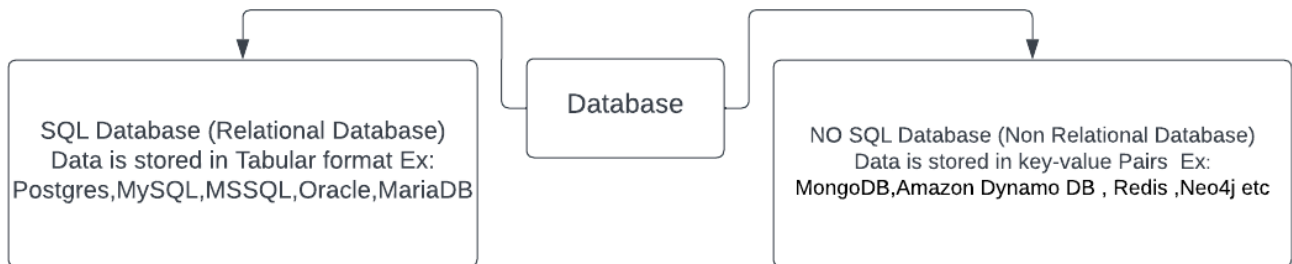 Database
SQL Database (Relational Database)
Data is stored in Tabular format Ex:
Postgres,MySQL,MSSQL,Oracle,MariaDB
NO SQL Database (Non Relational Database)
Data is stored in key-value Pairs  Ex:
MongoDB,Amazon Dynamo DB , Redis ,Neo4j etc